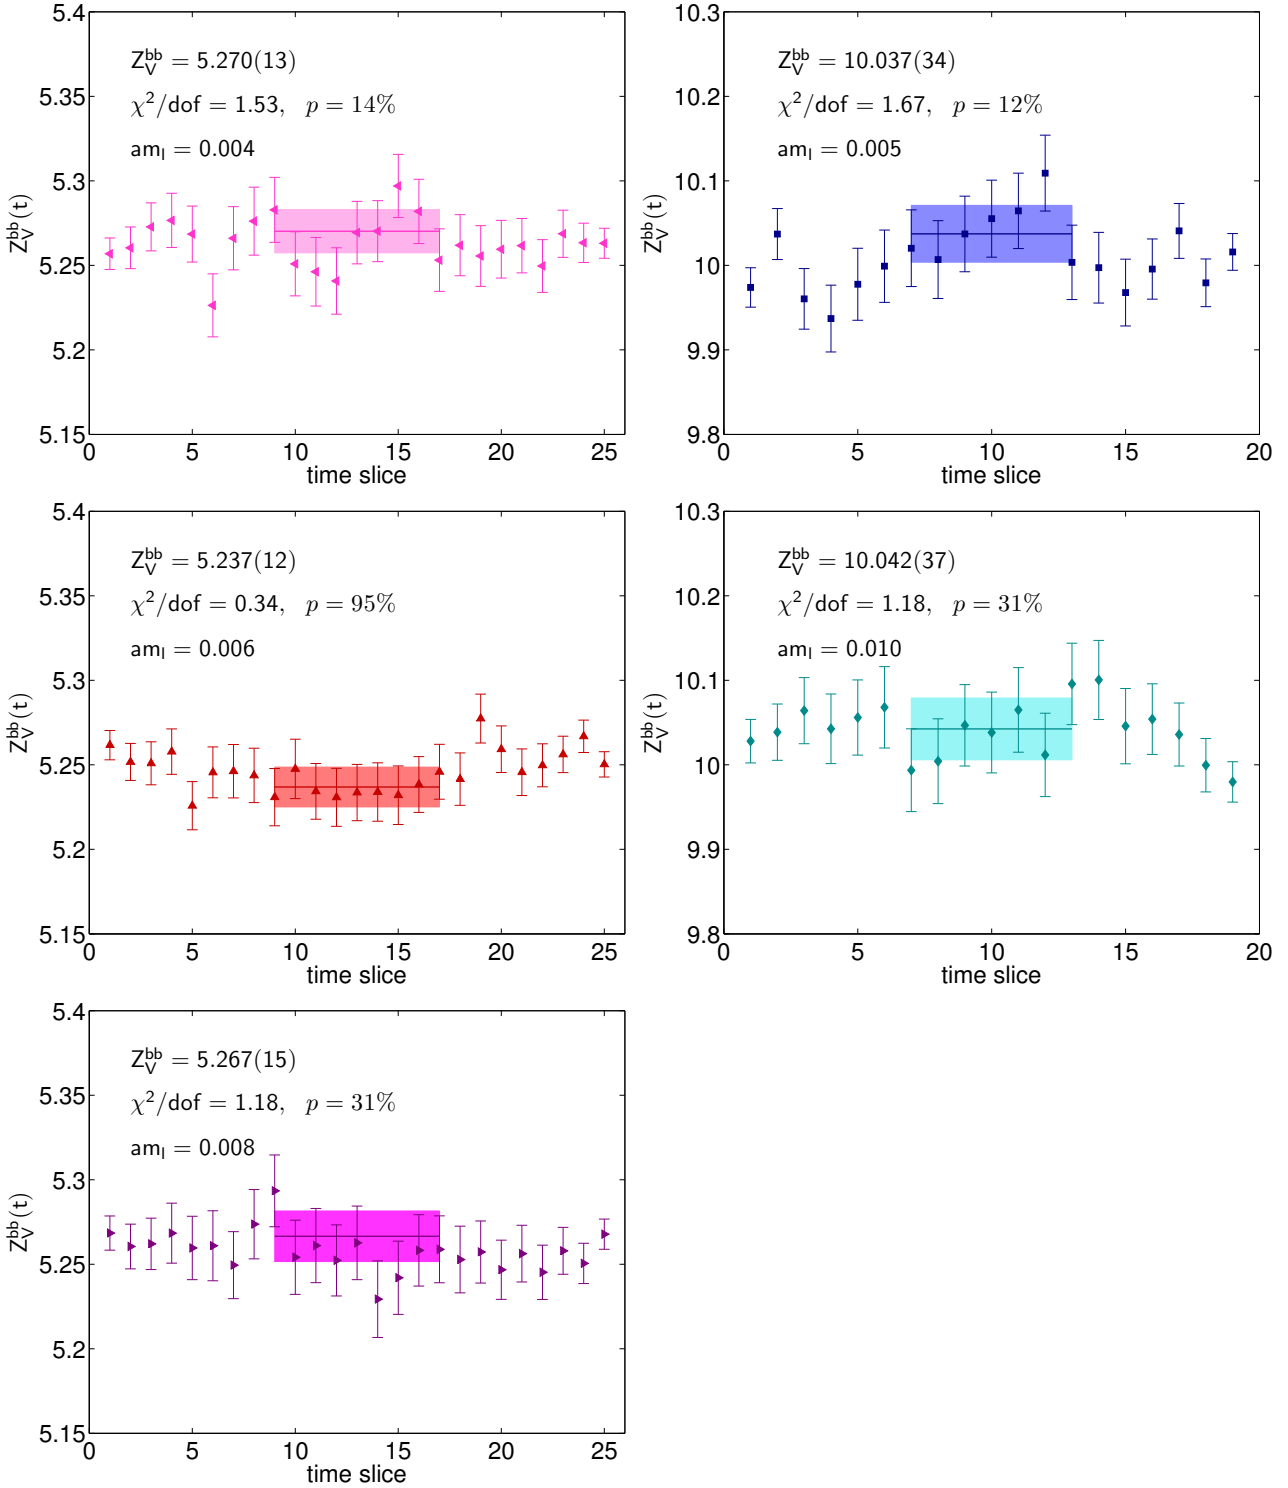 5.4
5.35
5.3
5.25
5.2
5.15
Z_V^bb(t)
Z_V^bb = 5.270(13)
χ²/dof = 1.53, p = 14%
am_l = 0.004
0 5 10 15 20 25
time slice
10.3
10.2
10.1
10
9.9
9.8
Z_V^bb(t)
Z_V^bb = 10.037(34)
χ²/dof = 1.67, p = 12%
am_l = 0.005
0 5 10 15 20
time slice
5.4
5.35
5.3
5.25
5.2
5.15
Z_V^bb(t)
Z_V^bb = 5.237(12)
χ²/dof = 0.34, p = 95%
am_l = 0.006
0 5 10 15 20 25
time slice
10.3
10.2
10.1
10
9.9
9.8
Z_V^bb(t)
Z_V^bb = 10.042(37)
χ²/dof = 1.18, p = 31%
am_l = 0.010
0 5 10 15 20
time slice
5.4
5.35
5.3
5.25
5.2
5.15
Z_V^bb(t)
Z_V^bb = 5.267(15)
χ²/dof = 1.18, p = 31%
am_l = 0.008
0 5 10 15 20 25
time slice